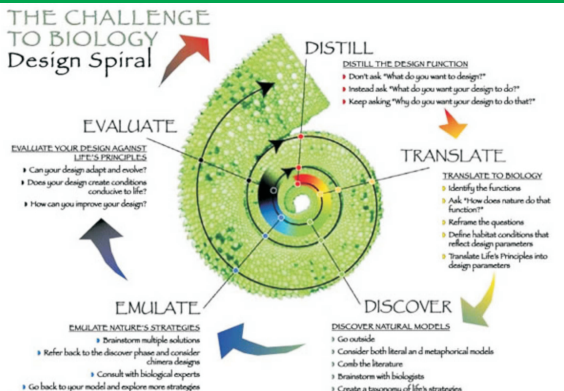 THE CHALLENGE
TO BIOLOGY
Design Spiral
DISTILL
DISTILL THE DESIGN FUNCTION
Don't ask "What do you want to design?"
Instead ask "What do you want your design to do?"
Keep asking "Why do you want your design to do that?"
TRANSLATE
TRANSLATE TO BIOLOGY
Identify the functions
Ask "How does nature do that
function?"
Reframe the questions
Define habitat conditions that
reflect design parameters
Translate Life's Principles into
design parameters
DISCOVER
DISCOVER NATURAL MODELS
Go outside
Consider both literal an d metaphorical models
Comb the literature
Brainstorm with biologists
Create a taxonomy of life's strategies
EMULATE
EMULATE NATURE'S STRATEGIES
Brainstorm multiple solutions
Refer back to the discover phase and consider
chimera designs
Consult with biological experts
Go back to your model and explore more strategies
EVALUATE
EVALUATE YOUR DESIGN AGAINST
LIFE'S PRINCIPLES
Can your design adapt and evolve?
Does your design create conditions
conducive to life?
How can you improve your design?